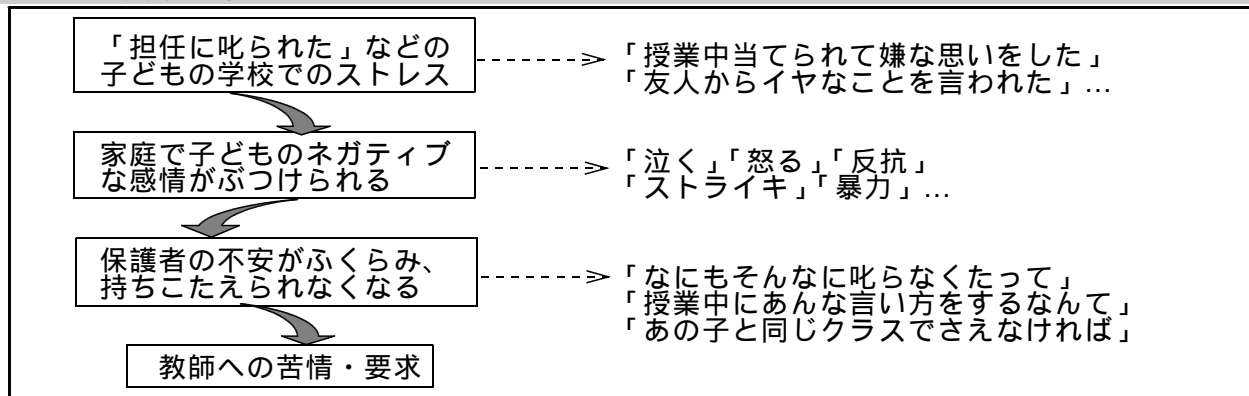 「担任に叱られた」などの
子どもの学校でのストレス
「授業中当てられて嫌な思いをした」
「友人からイヤなことを言われた」…
家庭で子どものネガティブ
な感情がぶつけられる
「泣く」「怒る」「反抗」
「ストライキ」「暴力」…
保護者の不安がふくらみ、
持ちこたえられなくなる
「なにもそんなに叱らなくたって」
「授業中にあんな言い方をするなんて」
「あの子と同じクラスでさえなければ」
教師への苦情・要求